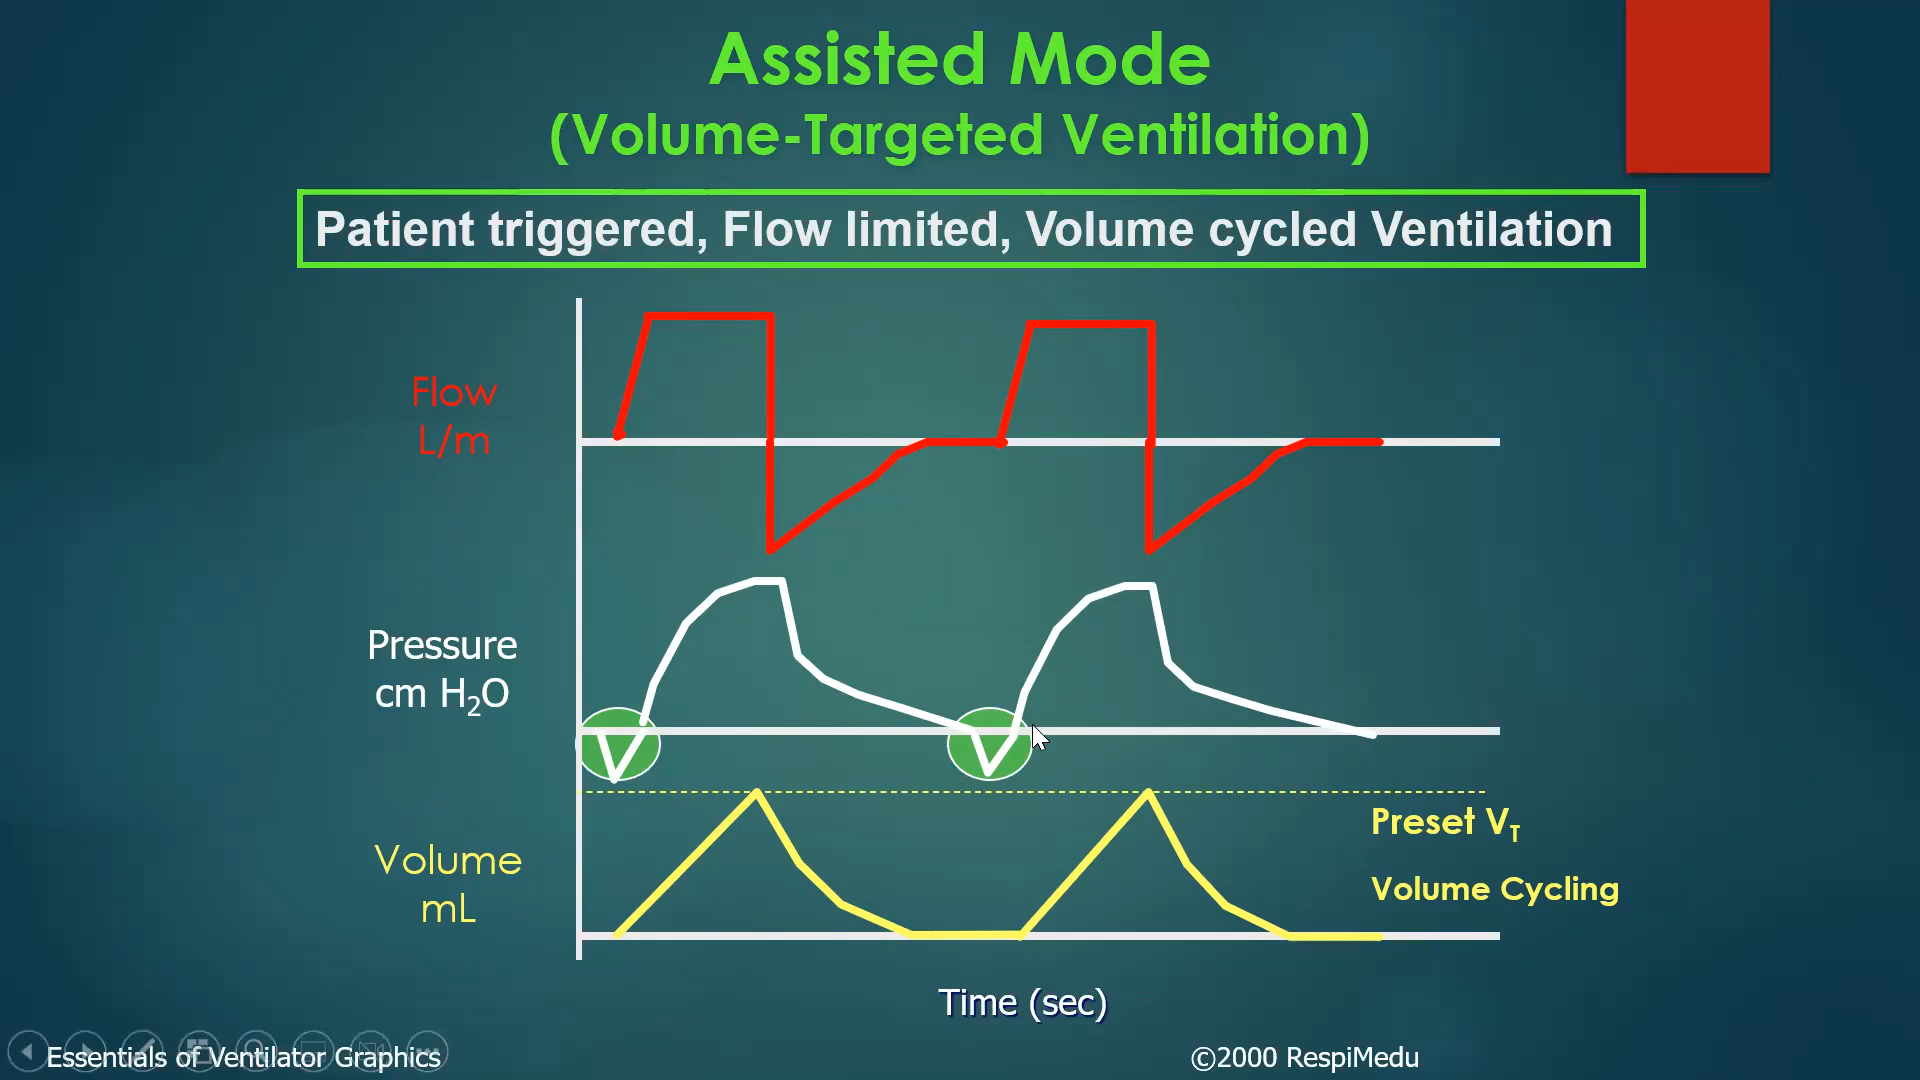 Assisted Mode
(Volume-Targeted Ventilation)
Patient triggered, Flow limited, Volume cycled Ventilation
Flow
L/m
Pressure
cm H₂O
Preset V_T
Volume
mL
Volume Cycling
Time (sec)
Essentials of Ventilator Graphics
©2000 RespiMedu